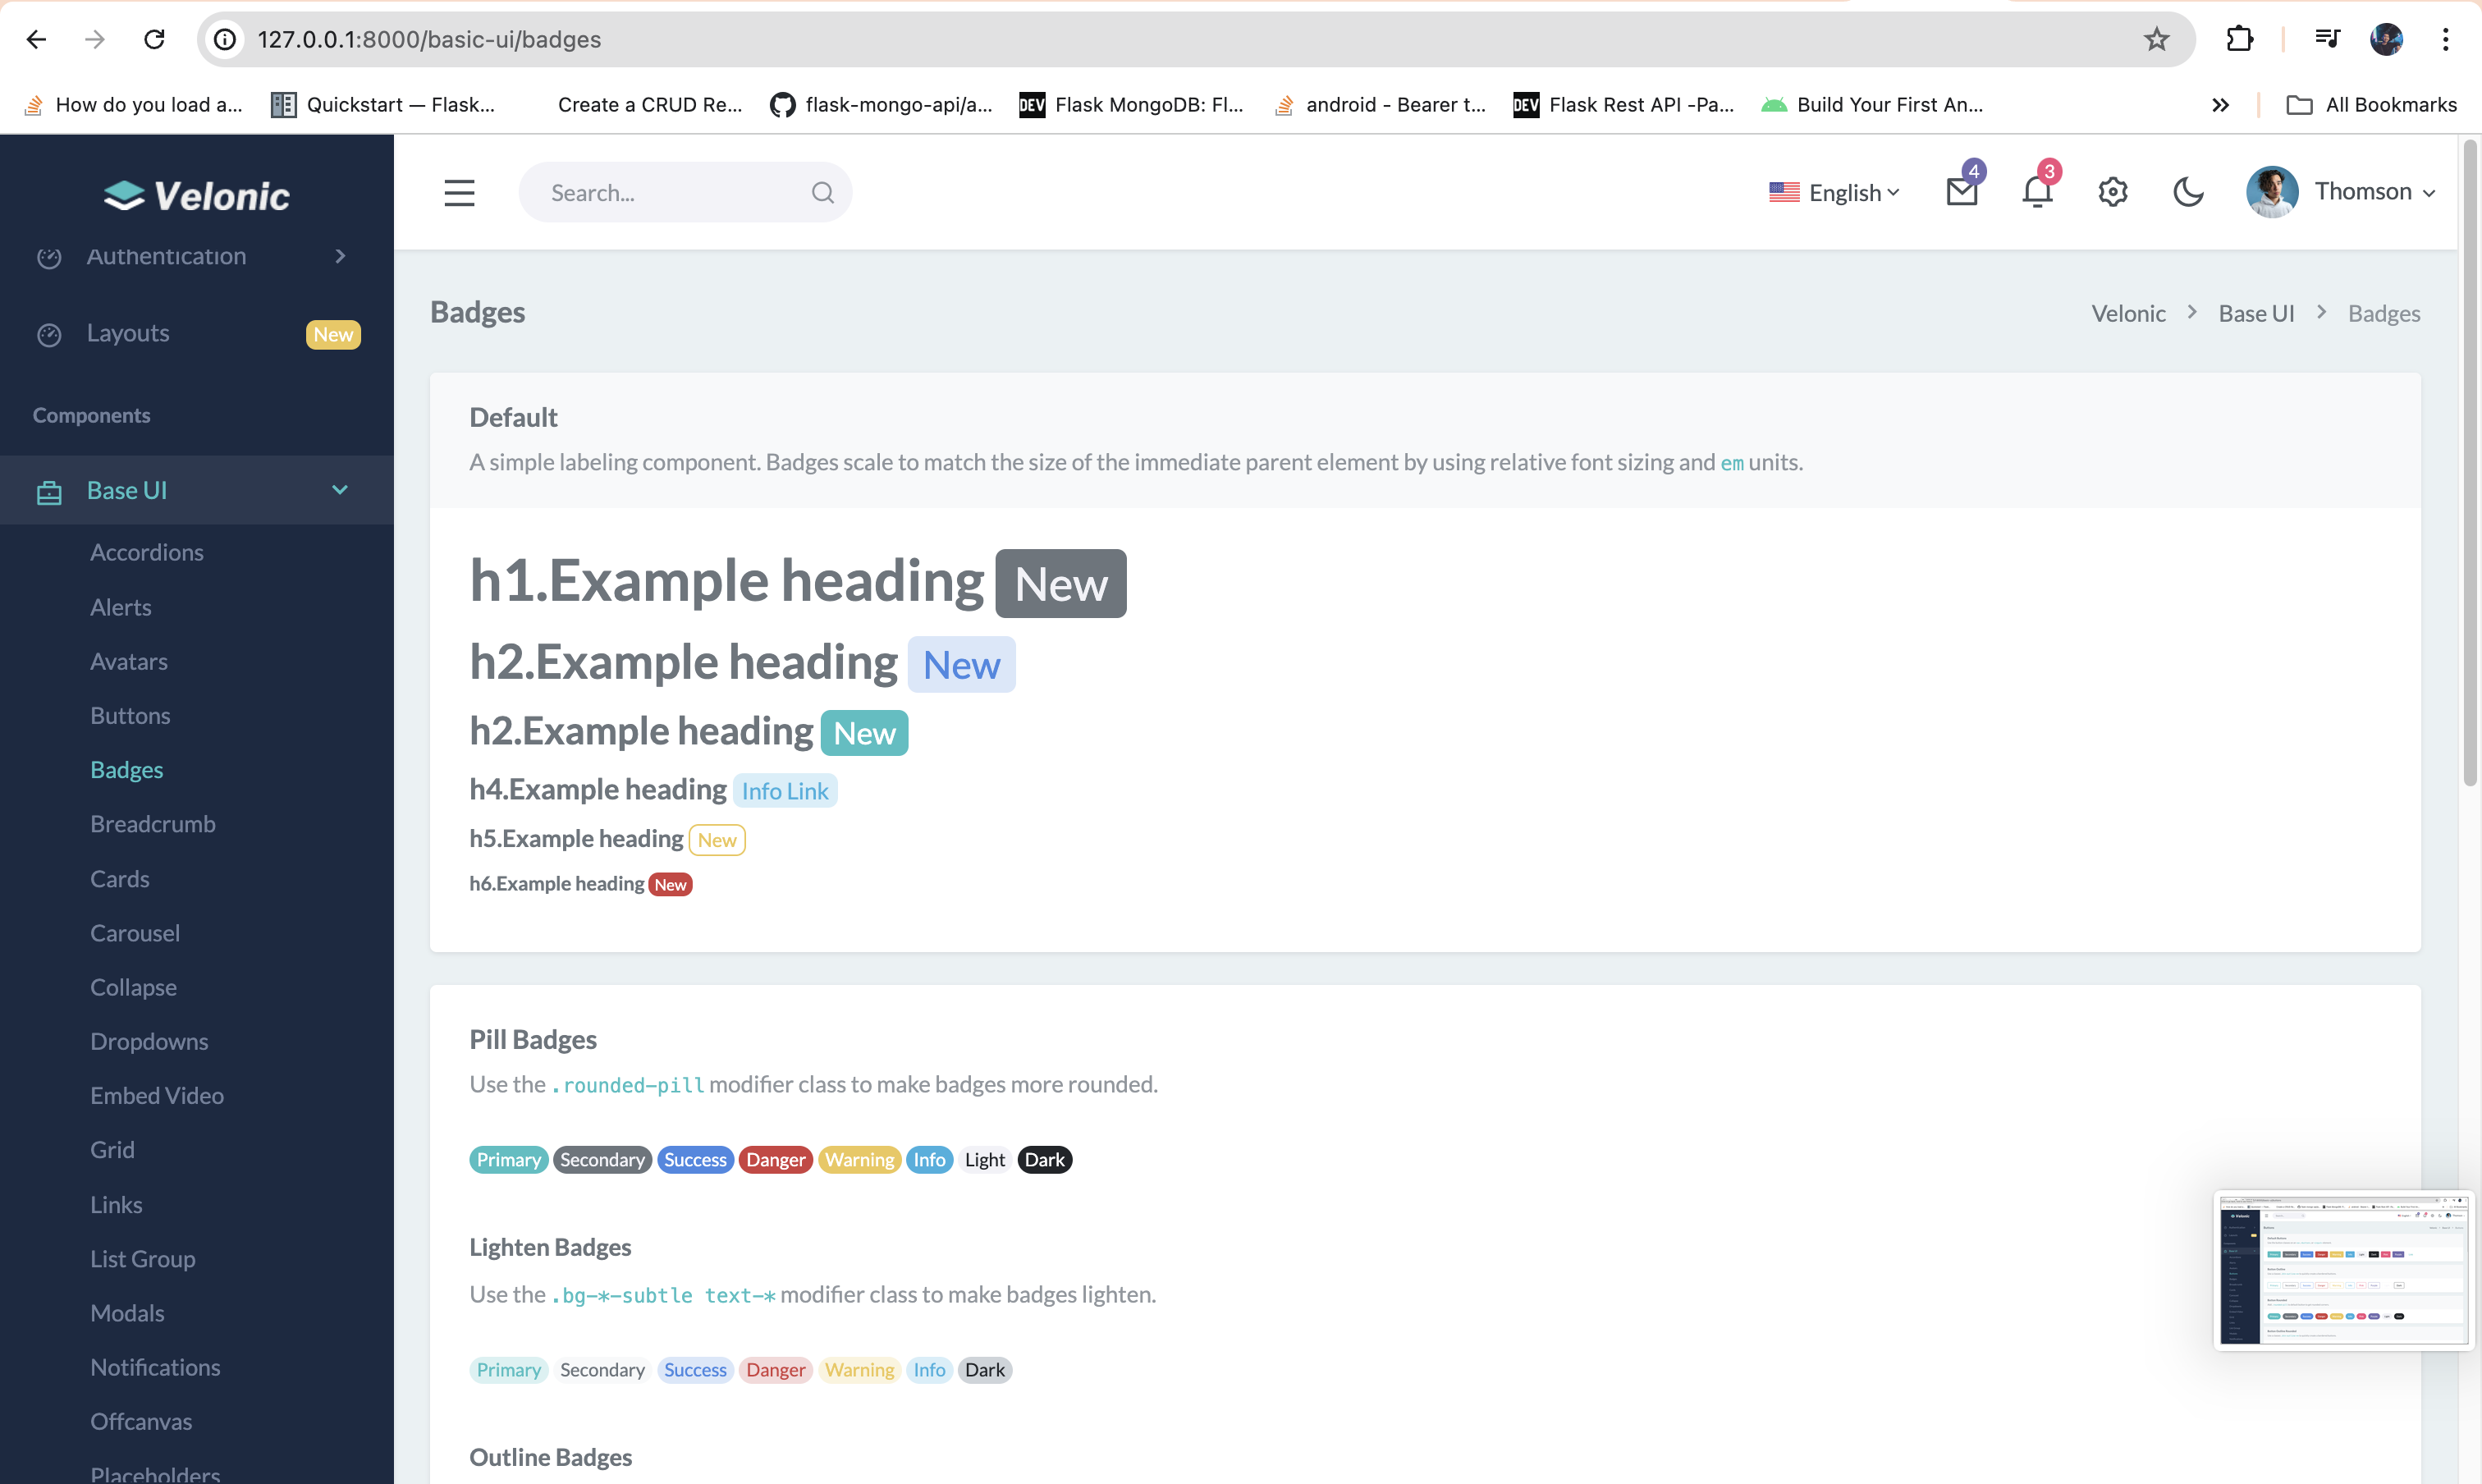 127.0.0.1:8000/basic-ui/badges
How do you load a...
Quickstart — Flask...
Create a CRUD Re...
flask-mongo-api/a...
DEV Flask MongoDB: Fl...
android - Bearer t...
DEV Flask Rest API -Pa...
Build Your First An...
All Bookmarks
Velonic
Search...
English
4
3
Thomson
Authentication
Layouts New
Components
Base UI
Accordions
Alerts
Avatars
Buttons
Badges
Breadcrumb
Cards
Carousel
Collapse
Dropdowns
Embed Video
Grid
Links
List Group
Modals
Notifications
Offcanvas
Placeholders
Badges
Velonic > Base UI > Badges
Default
A simple labeling component. Badges scale to match the size of the immediate parent element by using relative font sizing and em units.
h1.Example heading New
h2.Example heading New
h2.Example heading New
h4.Example heading Info Link
h5.Example heading New
h6.Example heading New
Pill Badges
Use the .rounded-pill modifier class to make badges more rounded.
Primary Secondary Success Danger Warning Info Light Dark
Lighten Badges
Use the .bg-*-subtle text-* modifier class to make badges lighten.
Primary Secondary Success Danger Warning Info Dark
Outline Badges